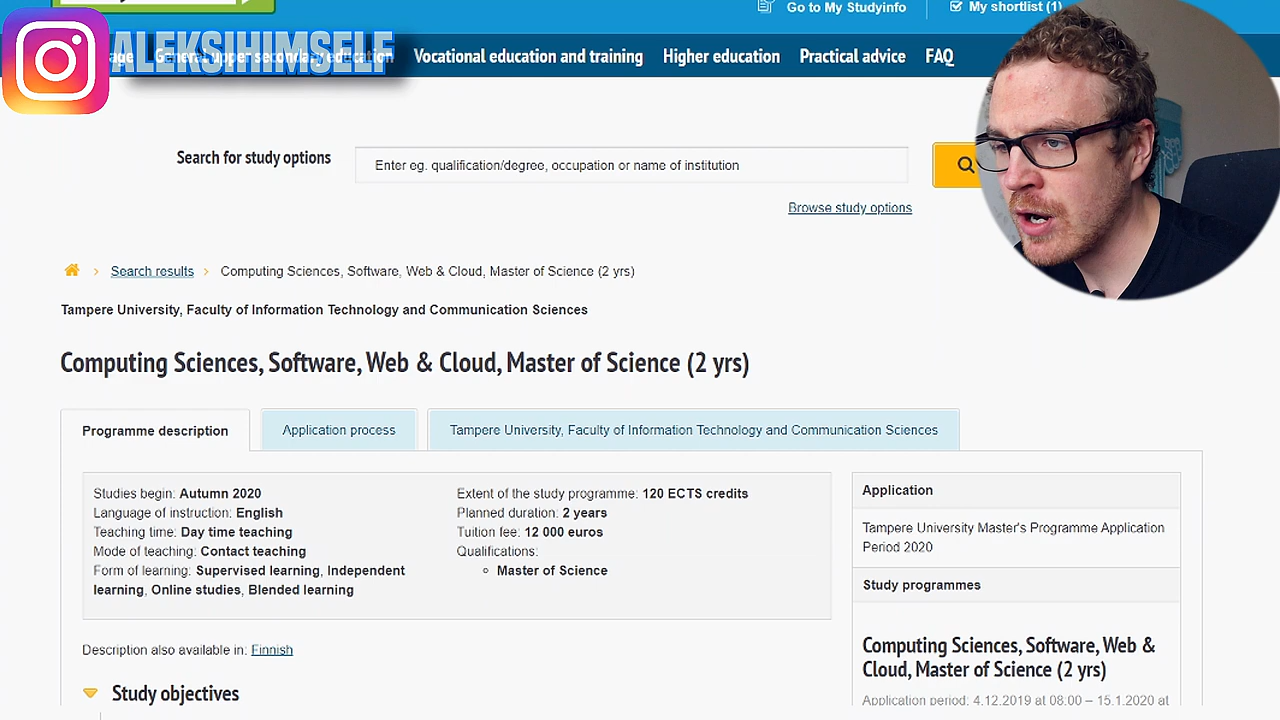 Go to My Studyinfo
My shortlist (1)
ALEKSIHIMSELF
General upper secondary education
Vocational education and training
Higher education
Practical advice
FAQ
Search for study options
Enter eg. qualification/degree, occupation or name of institution
Browse study options
Search results
Computing Sciences, Software, Web & Cloud, Master of Science (2 yrs)
Tampere University, Faculty of Information Technology and Communication Sciences
Computing Sciences, Software, Web & Cloud, Master of Science (2 yrs)
Programme description
Application process
Tampere University, Faculty of Information Technology and Communication Sciences
Studies begin: Autumn 2020
Language of instruction: English
Teaching time: Day time teaching
Mode of teaching: Contact teaching
Form of learning: Supervised learning, Independent
learning, Online studies, Blended learning
Extent of the study programme: 120 ECTS credits
Planned duration: 2 years
Tuition fee: 12 000 euros
Qualifications:
Master of Science
Application
Tampere University Master's Programme Application
Period 2020
Study programmes
Computing Sciences, Software, Web &
Cloud, Master of Science (2 yrs)
Application period: 4.12.2019 at 08:00 – 15.1.2020 at
Description also available in: Finnish
Study objectives